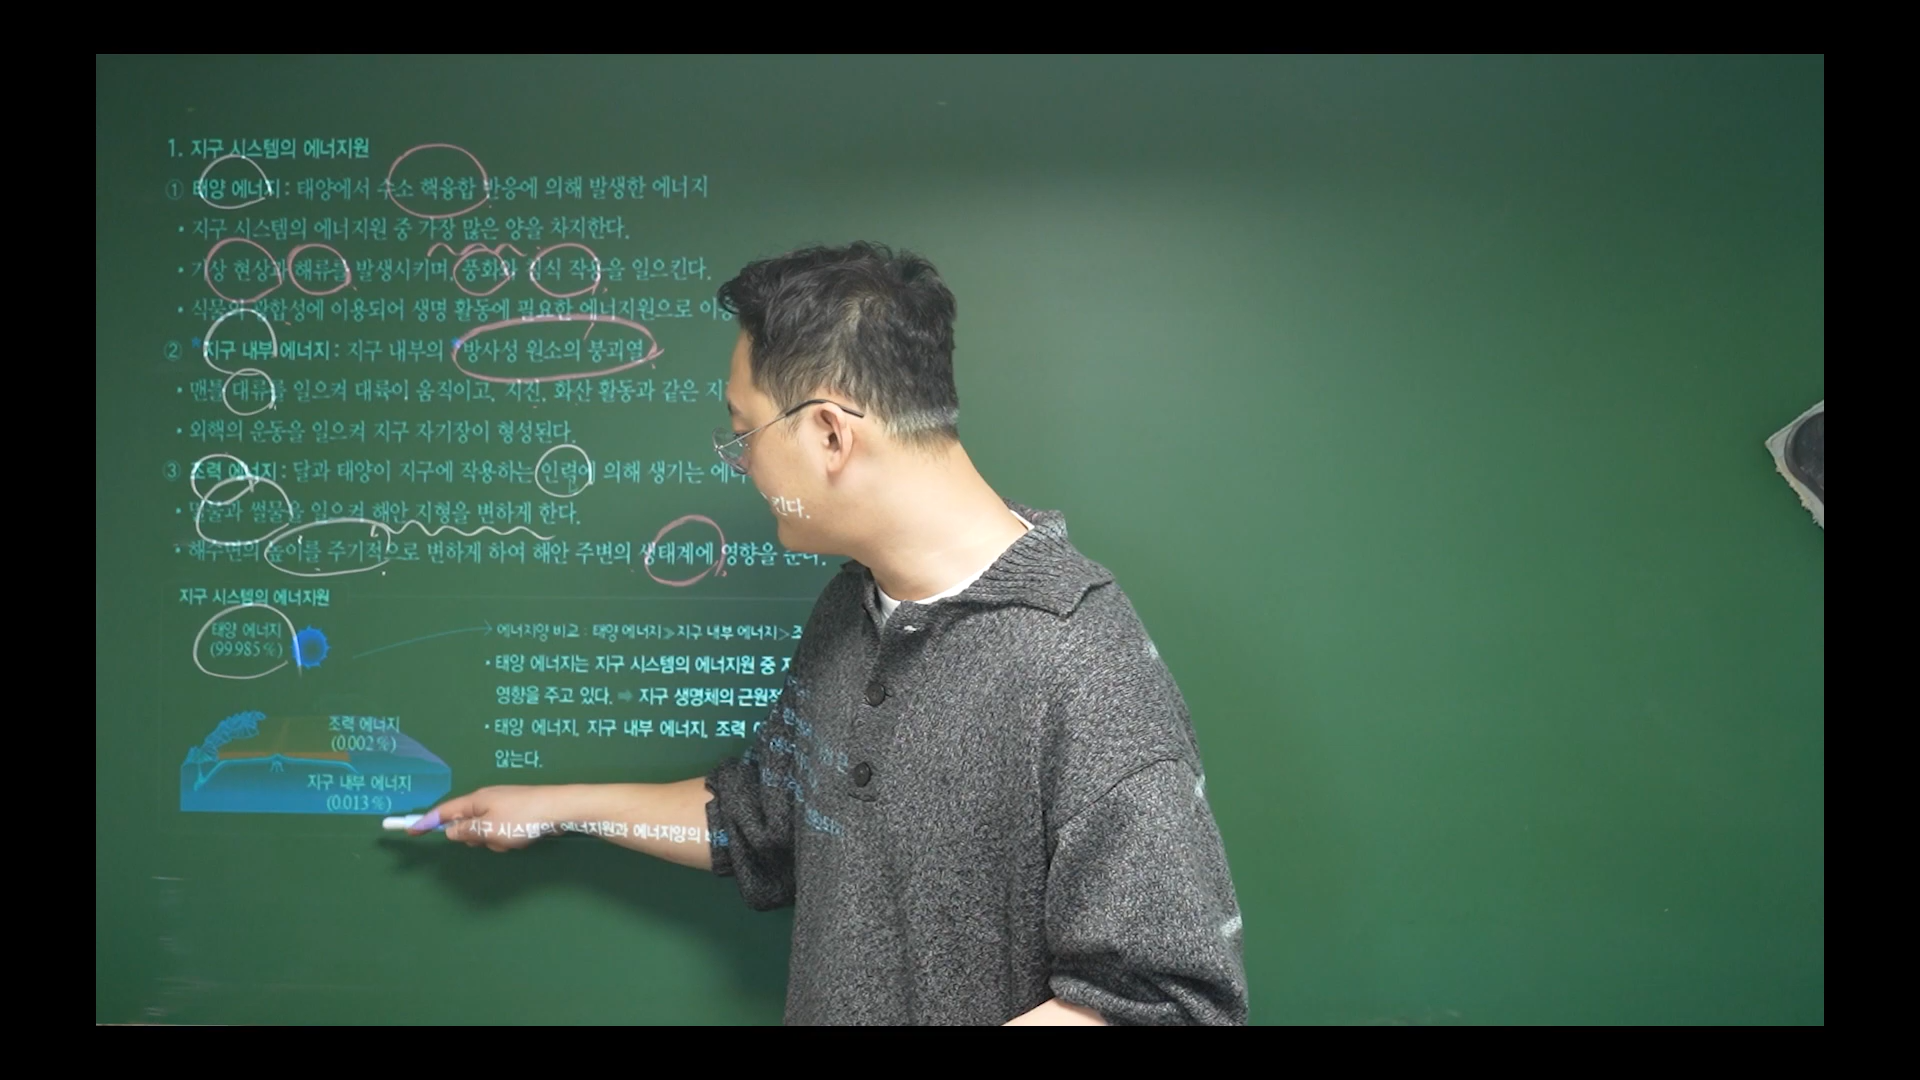 1. 지구 시스템의 에너지원
① 태양 에너지 : 태양에서 수소 핵융합 반응에 의해 발생한 에너지
• 지구 시스템의 에너지원 중 가장 많은 양을 차지한다.
• 기상 현상과 해류를 발생시키며, 풍화와 침식 작용을 일으킨다.
• 식물의 광합성에 이용되어 생명 활동에 필요한 에너지원으로
② *지구 내부 에너지 : 지구 내부의 *방사성 원소의 붕괴열
• 맨틀 대류를 일으켜 대륙이 움직이고, 지진, 화산 활동과 같은
킨다.
• 외핵의 운동을 일으켜 지구 자기장이 형성된다.
③ 조력 에너지 : 달과 태양이 지구에 작용하는 인력에 의해 생기는
• 밀물과 썰물을 일으켜 해안 지형을 변하게 한다.
• 해수면의 높이를 주기적으로 변하게 하여 해안 주변의 생태계에 영향을 준다.
지구 시스템의 에너지원
태양 에너지
(99.985%)
조력 에너지
(0.002%)
지구 내부 에너지
(0.013%)
에너지양 비교 : 태양 에너지≫지구 내부 에너지>조
• 태양 에너지는 지구 시스템의 에너지원 중
영향을 주고 있다. ➡ 지구 생명체의 근원적
• 태양 에너지, 지구 내부 에너지, 조력
않는다.
지구 시스템의 에너지원과 에너지양의 비율